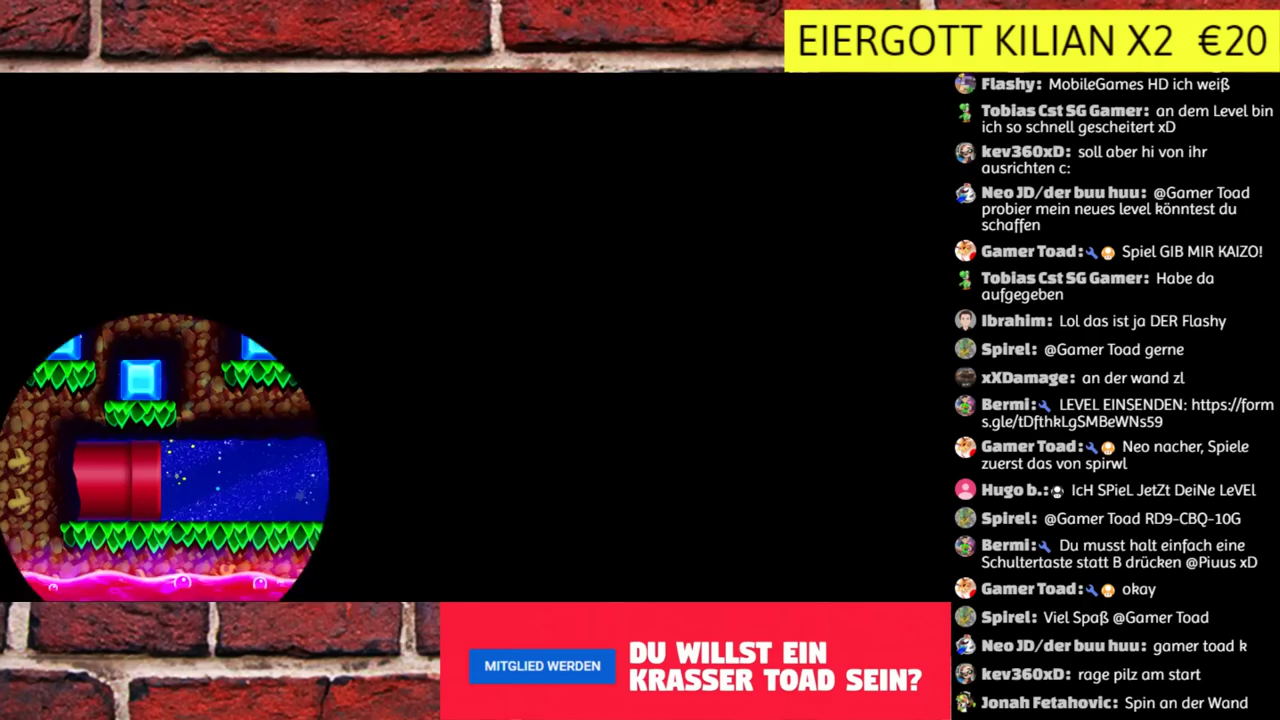 EIERGOTT KILIAN X2 €20
Flashy: MobileGames HD ich weiß
Tobias Cst SG Gamer: an dem Level bin
ich so schnell gescheitert xD
kev360xD: soll aber hi von ihr
ausrichten c:
Neo JD/der buu huu: @Gamer Toad
probier mein neues level könntest du
schaffen
Gamer Toad: Spiel GIB MIR KAIZO!
Tobias Cst SG Gamer: Habe da
aufgegeben
Ibrahim: Lol das ist ja DER Flashy
Spirel: @Gamer Toad gerne
xXDamage: an der wand zl
Bermi: LEVEL EINSENDEN: https://form
s.gle/tDfthkLgSMBeWNs59
Gamer Toad: Neo nacher, Spiele
zuerst das von spirwl
Hugo b.: IcH SPieL JetZt DeiNe LeVEl
Spirel: @Gamer Toad RD9-CBQ-10G
Bermi: Du musst halt einfach eine
Schultertaste statt B drücken @Piuus xD
Gamer Toad: okay
Spirel: Viel Spaß @Gamer Toad
Neo JD/der buu huu: gamer toad k
kev360xD: rage pilz am start
Jonah Fetahovic: Spin an der Wand
MITGLIED WERDEN
DU WILLST EIN
KRASSER TOAD SEIN?